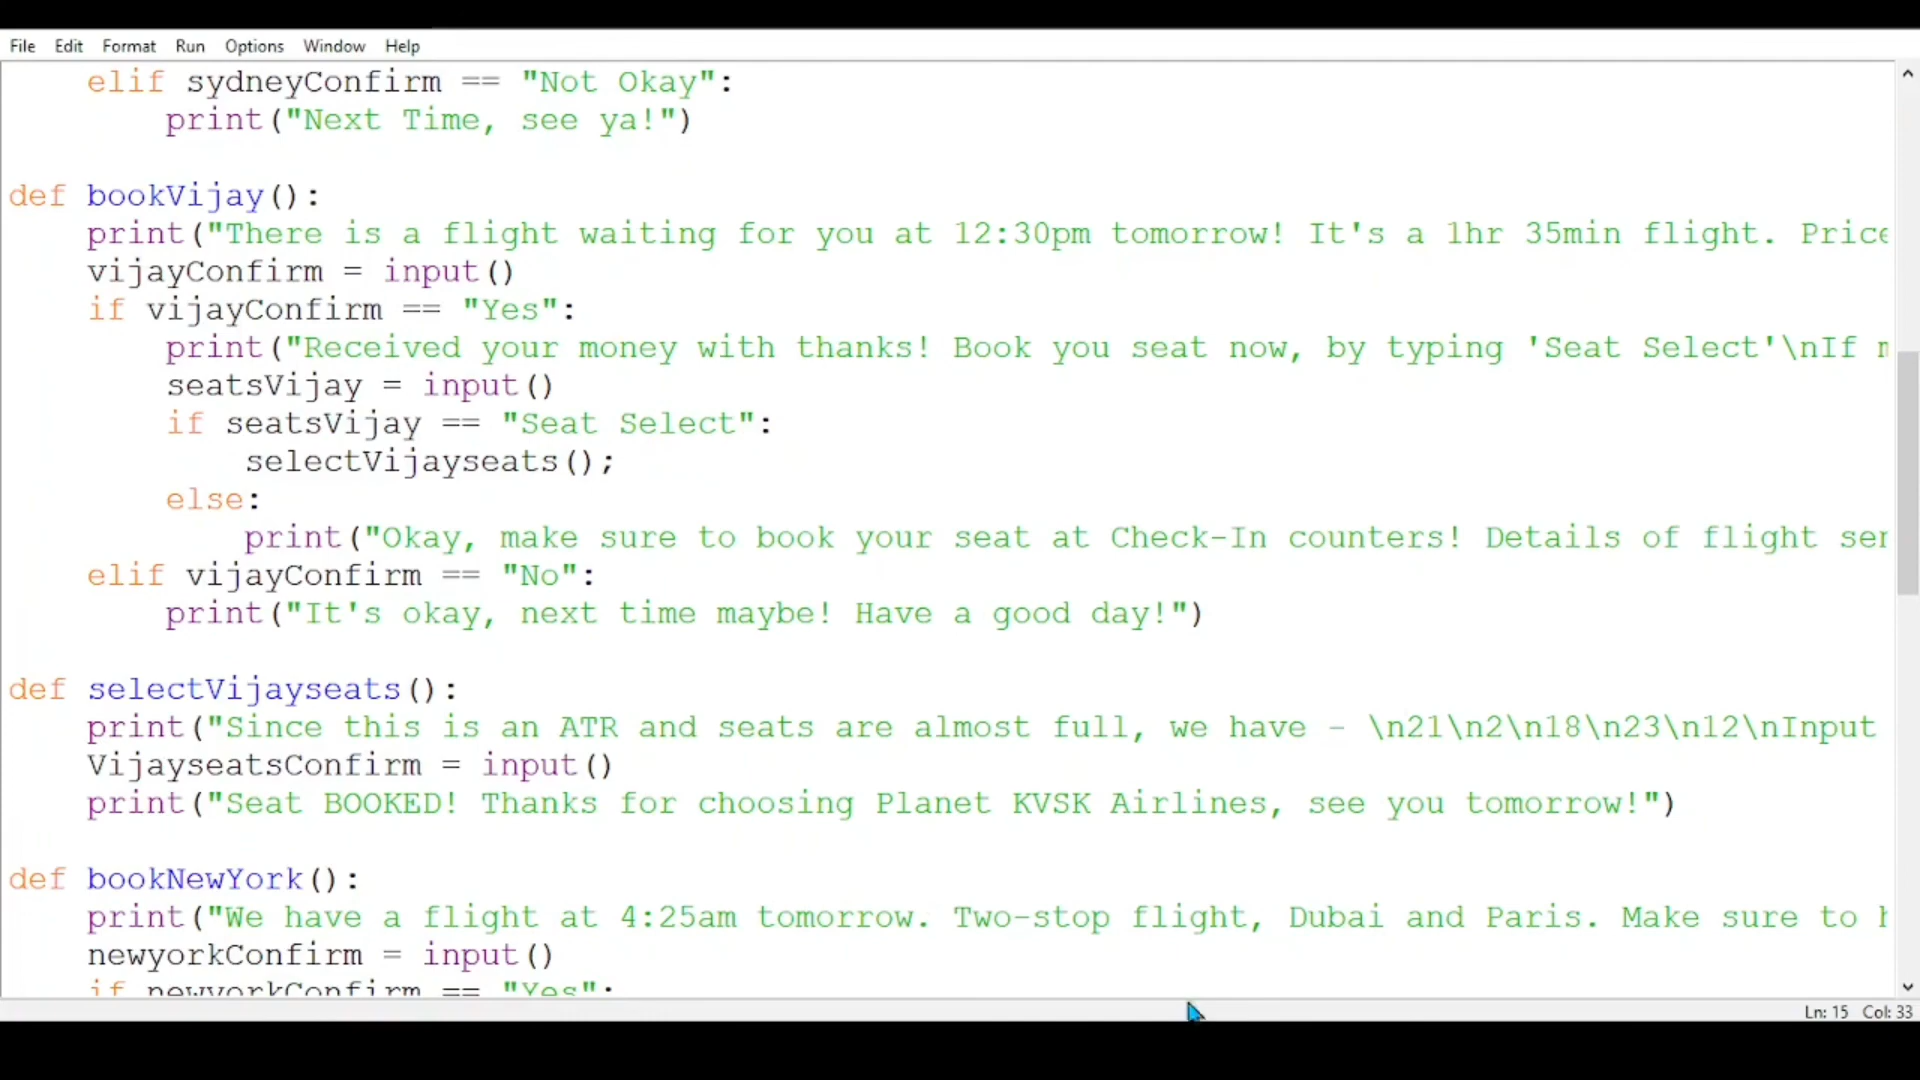 File Edit Format Run Options Window Help
    elif sydneyConfirm == "Not Okay":
        print("Next Time, see ya!")

def bookVijay():
    print("There is a flight waiting for you at 12:30pm tomorrow! It's a 1hr 35min flight. Price
    vijayConfirm = input()
    if vijayConfirm == "Yes":
        print("Received your money with thanks! Book you seat now, by typing 'Seat Select'\nIf
        seatsVijay = input()
        if seatsVijay == "Seat Select":
            selectVijayseats();
        else:
            print("Okay, make sure to book your seat at Check-In counters! Details of flight
    elif vijayConfirm == "No":
        print("It's okay, next time maybe! Have a good day!")

def selectVijayseats():
    print("Since this is an ATR and seats are almost full, we have - \n21\n2\n18\n23\n12\nInput
    VijayseatsConfirm = input()
    print("Seat BOOKED! Thanks for choosing Planet KVSK Airlines, see you tomorrow!")

def bookNewYork():
    print("We have a flight at 4:25am tomorrow. Two-stop flight, Dubai and Paris. Make sure to
    newyorkConfirm = input()
    if newyorkConfirm == "Yes":
Ln: 15 Col: 33